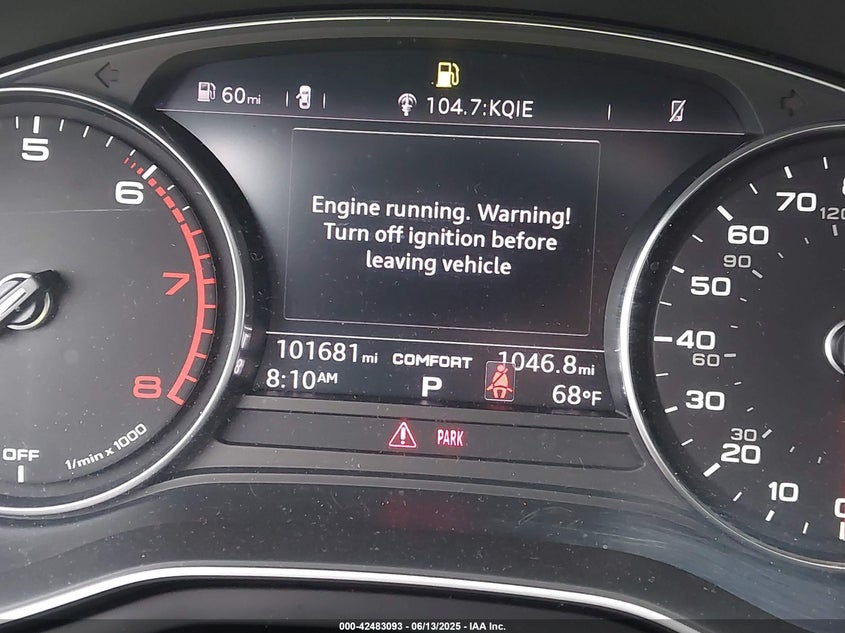 60mi
104.7:KQIE
Engine running. Warning!
Turn off ignition before
leaving vehicle
101681mi
COMFORT
1046.8mi
8:10AM
P
68°F
PARK
5
6
7
8
1/min x 1000
OFF
70
60
90
50
40
60
30
30
20
10
000-42483093 - 06/13/2025 - IAA Inc.